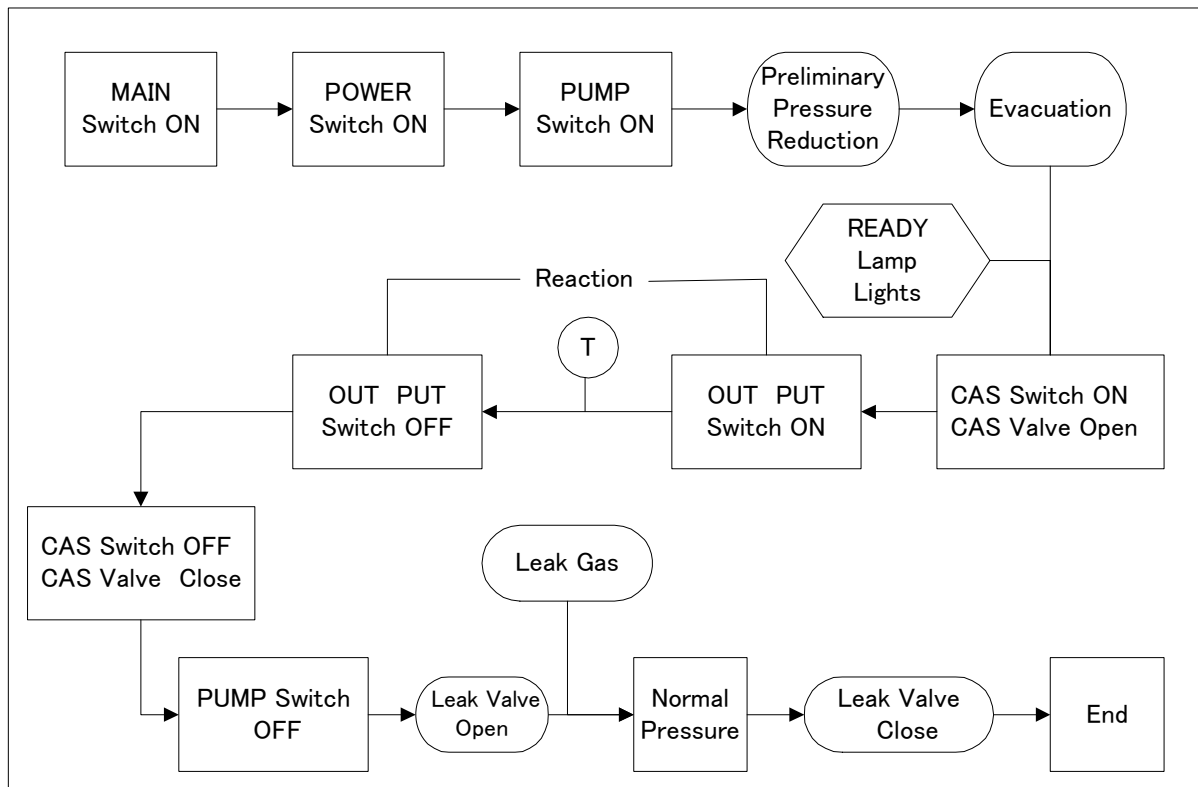 MAIN
Switch ON
POWER
Switch ON
PUMP
Switch ON
Preliminary
Pressure
Reduction
Evacuation
READY
Lamp
Lights
Reaction
T
OUT PUT
Switch OFF
OUT PUT
Switch ON
CAS Switch ON
CAS Valve Open
CAS Switch OFF
CAS Valve Close
Leak Gas
PUMP Switch
OFF
Leak Valve
Open
Normal
Pressure
Leak Valve
Close
End